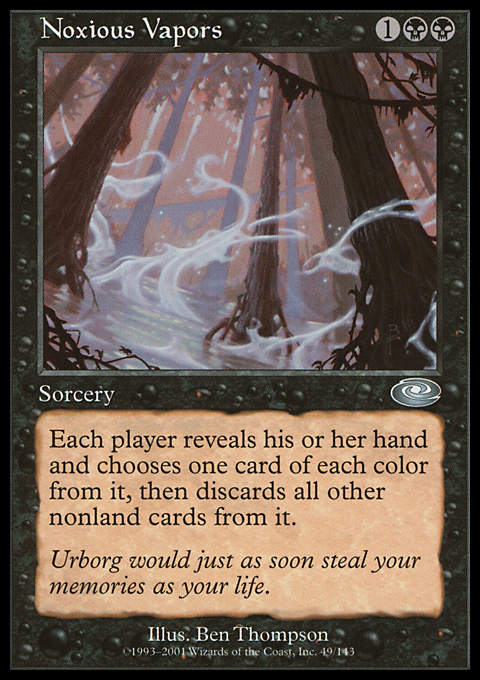 Noxious Vapors 1
Sorcery
Each player reveals his or her hand
and chooses one card of each color
from it, then discards all other
nonland cards from it.
Urborg would just as soon steal your
memories as your life.
Illus. Ben Thompson
©1993–2001 Wizards of the Coast, Inc. 49/143